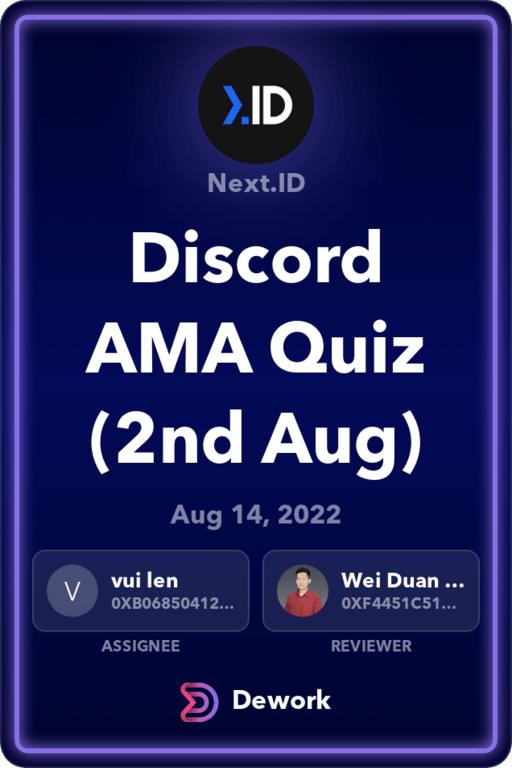 ID
Next.ID
Discord
AMA Quiz
(2nd Aug)
Aug 14, 2022
V
vui len
0XB06850412...
Wei Duan ...
0XF4451C51...
ASSIGNEE
REVIEWER
Dework